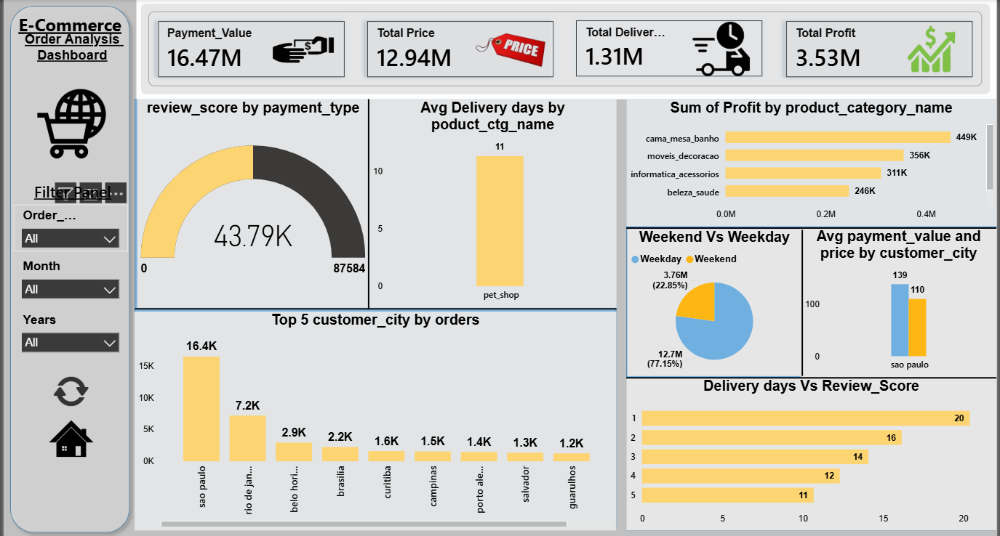 E-Commerce
Order Analysis
Dashboard
Filter Panel
Order_...
All
Month
All
Years
All
Payment_Value
16.47M
$
Total Price
12.94M
PRICE
Total Deliver...
1.31M
Total Profit
3.53M
$
review_score by payment_type
43.79K
0
87584
Avg Delivery days by
poduct_ctg_name
11
10
5
0
pet_shop
Sum of Profit by product_category_name
cama_mesa_banho
449K
moveis_decoracao
356K
informatica_acessorios
311K
beleza_saude
246K
0.0M
0.2M
0.4M
Weekend Vs Weekday
Weekday Weekend
3.76M
(22.85%)
12.7M
(77.15%)
Avg payment_value and
price by customer_city
139
110
100
0
sao paulo
Top 5 customer_city by orders
16.4K
7.2K
2.9K
2.2K
1.6K
1.5K
1.4K
1.3K
1.2K
15K
10K
5K
0K
sao paulo
rio de jan...
belo hori...
brasilia
curitiba
campinas
porto ale...
salvador
guarulhos
Delivery days Vs Review_Score
1
20
2
16
3
14
4
12
5
11
0
5
10
15
20